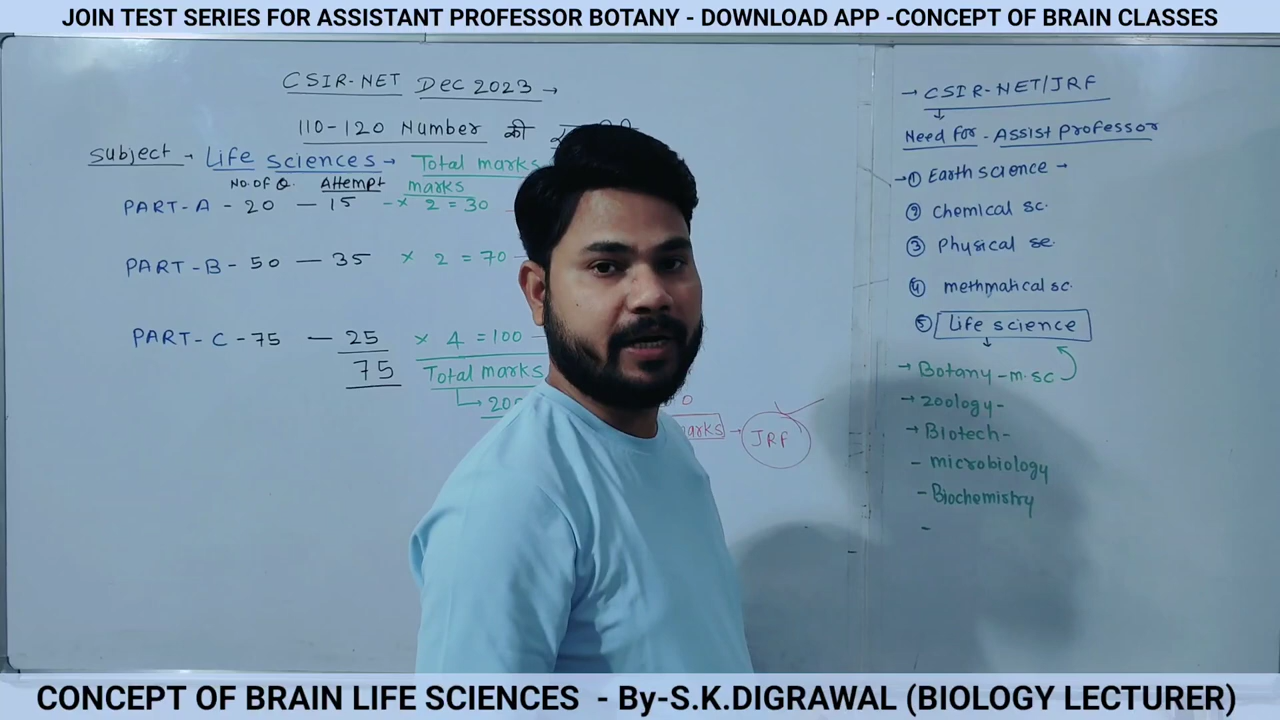 JOIN TEST SERIES FOR ASSISTANT PROFESSOR BOTANY - DOWNLOAD APP -CONCEPT OF BRAIN CLASSES
CSIR-NET Dec 2023 →
110-120 Number की
Subject → Life sciences → Total marks
No. of Q. Attempt marks
PART-A - 20 — 15 - × 2 = 30
PART-B - 50 — 35 × 2 = 70
PART-C - 75 — 25 × 4 = 100
75 Total marks
→ CSIR-NET/JRF
Need for - Assist professor
→ ① Earth science →
② Chemical sc.
③ Physical sc.
④ methmatical sc.
⑤ Life science
→ Botany - m.sc
→ zoology -
→ Biotech -
- microbiology
- Biochemistry
-
→ JRF
CONCEPT OF BRAIN LIFE SCIENCES - By-S.K.DIGRAWAL (BIOLOGY LECTURER)